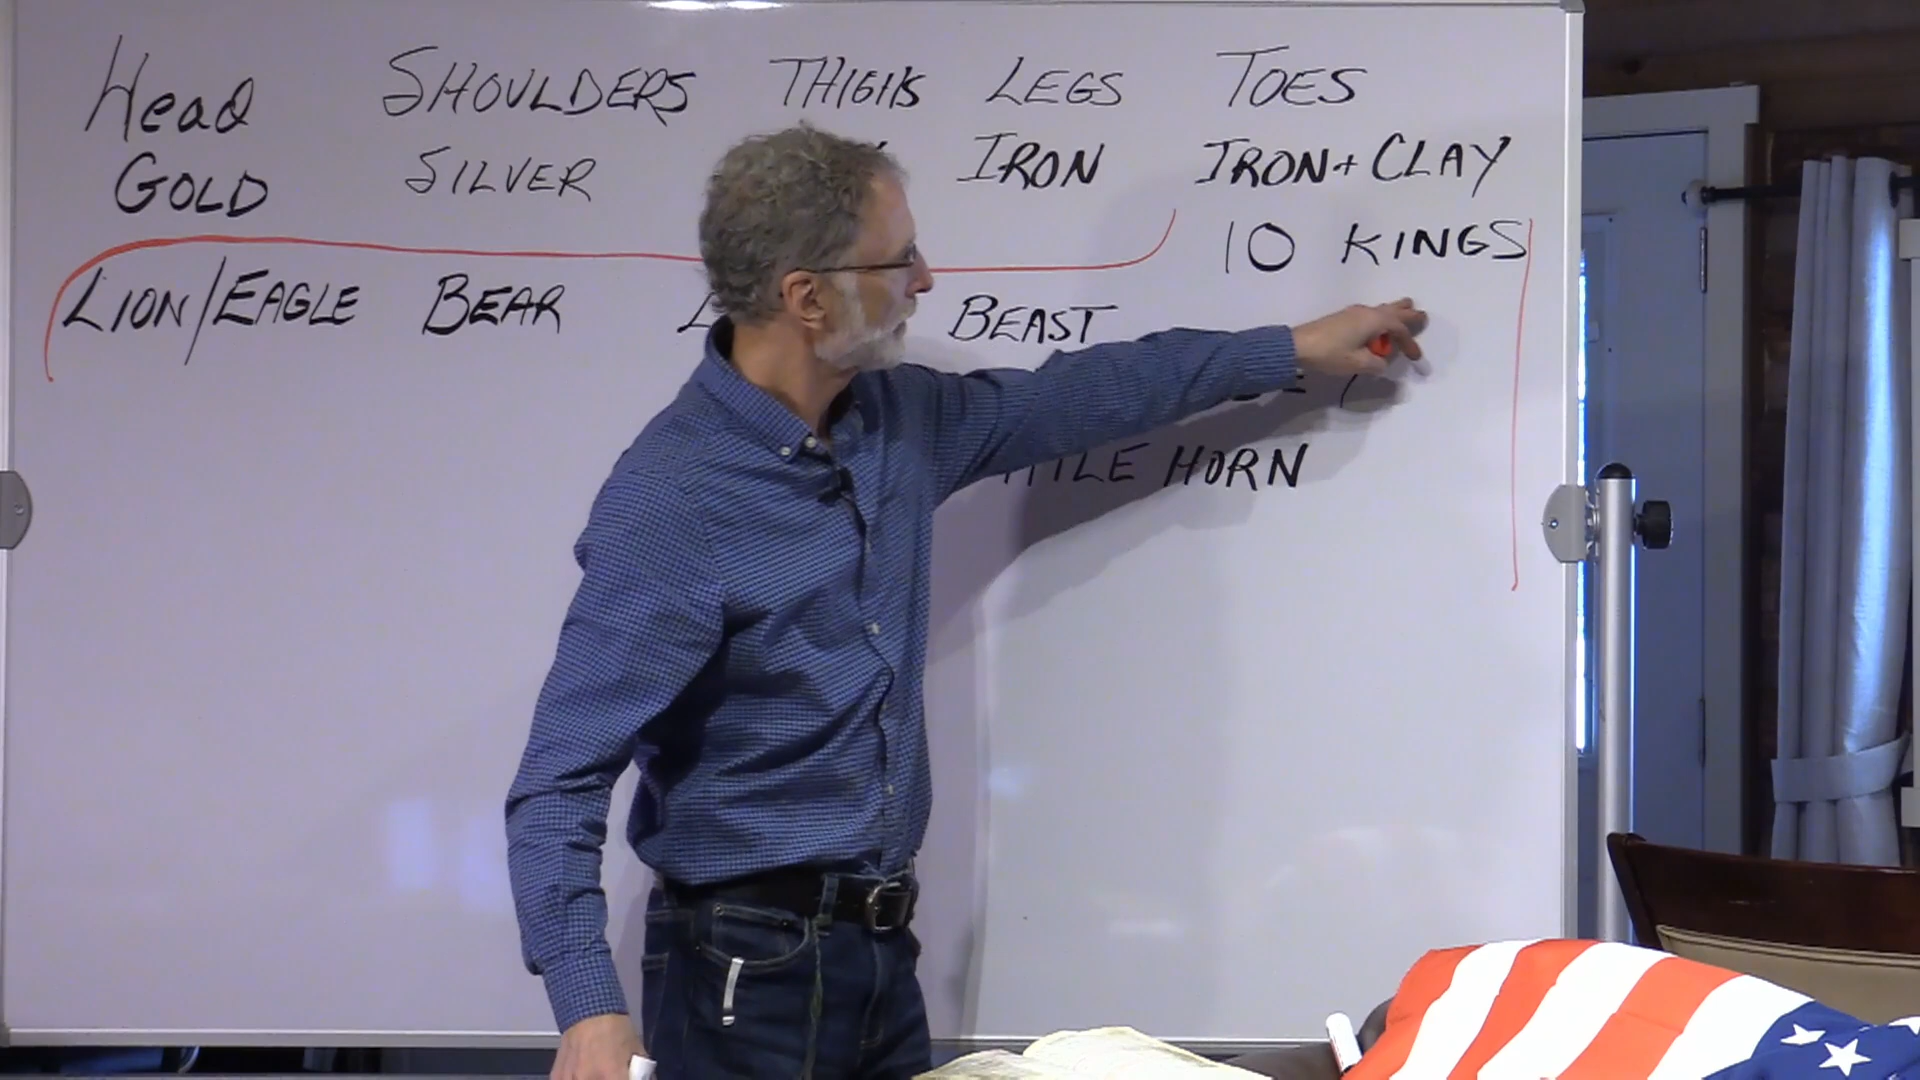 Head SHOULDERS THIGHS LEGS TOES
GOLD SILVER IRON IRON + CLAY
10 KINGS
LION/EAGLE BEAR BEAST
HORN